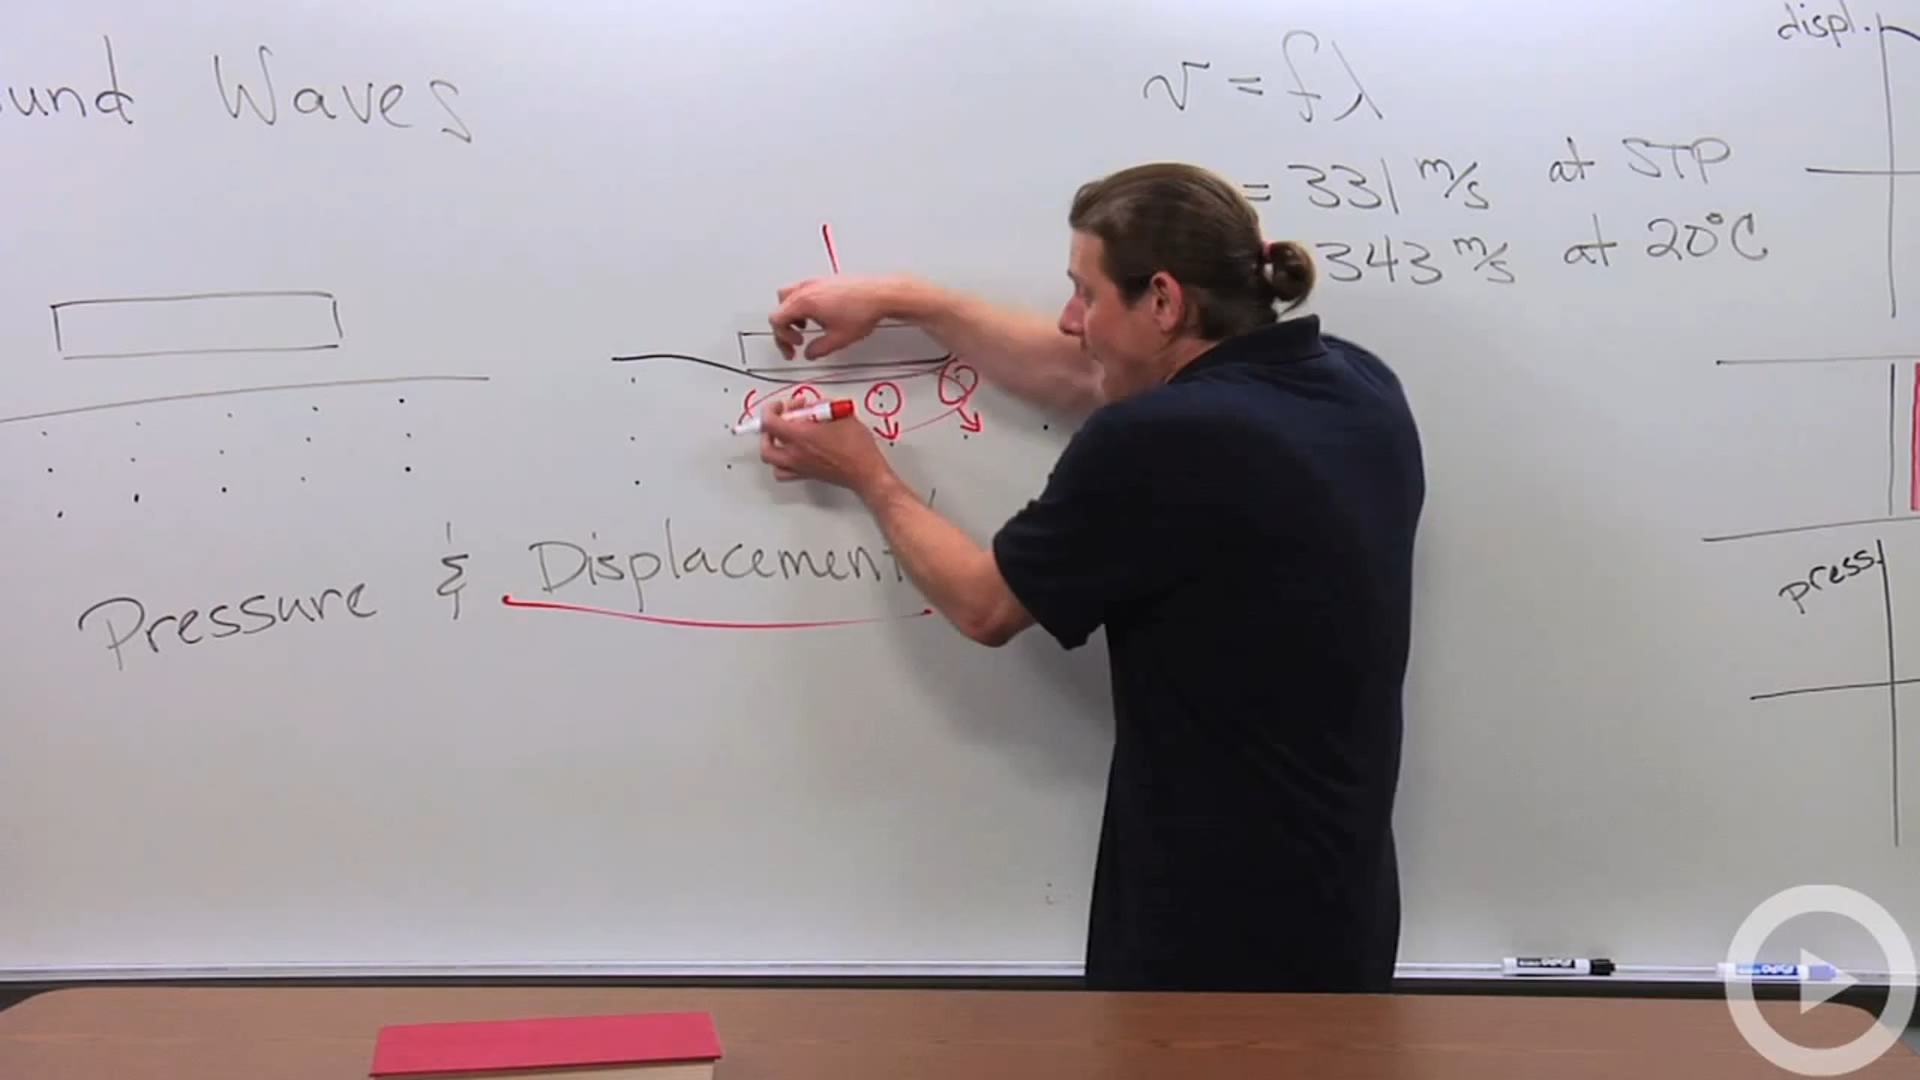 und Waves
v = fλ
= 331 m/s at STP
343 m/s at 20°C
displ.
Pressure & Displacement
press.